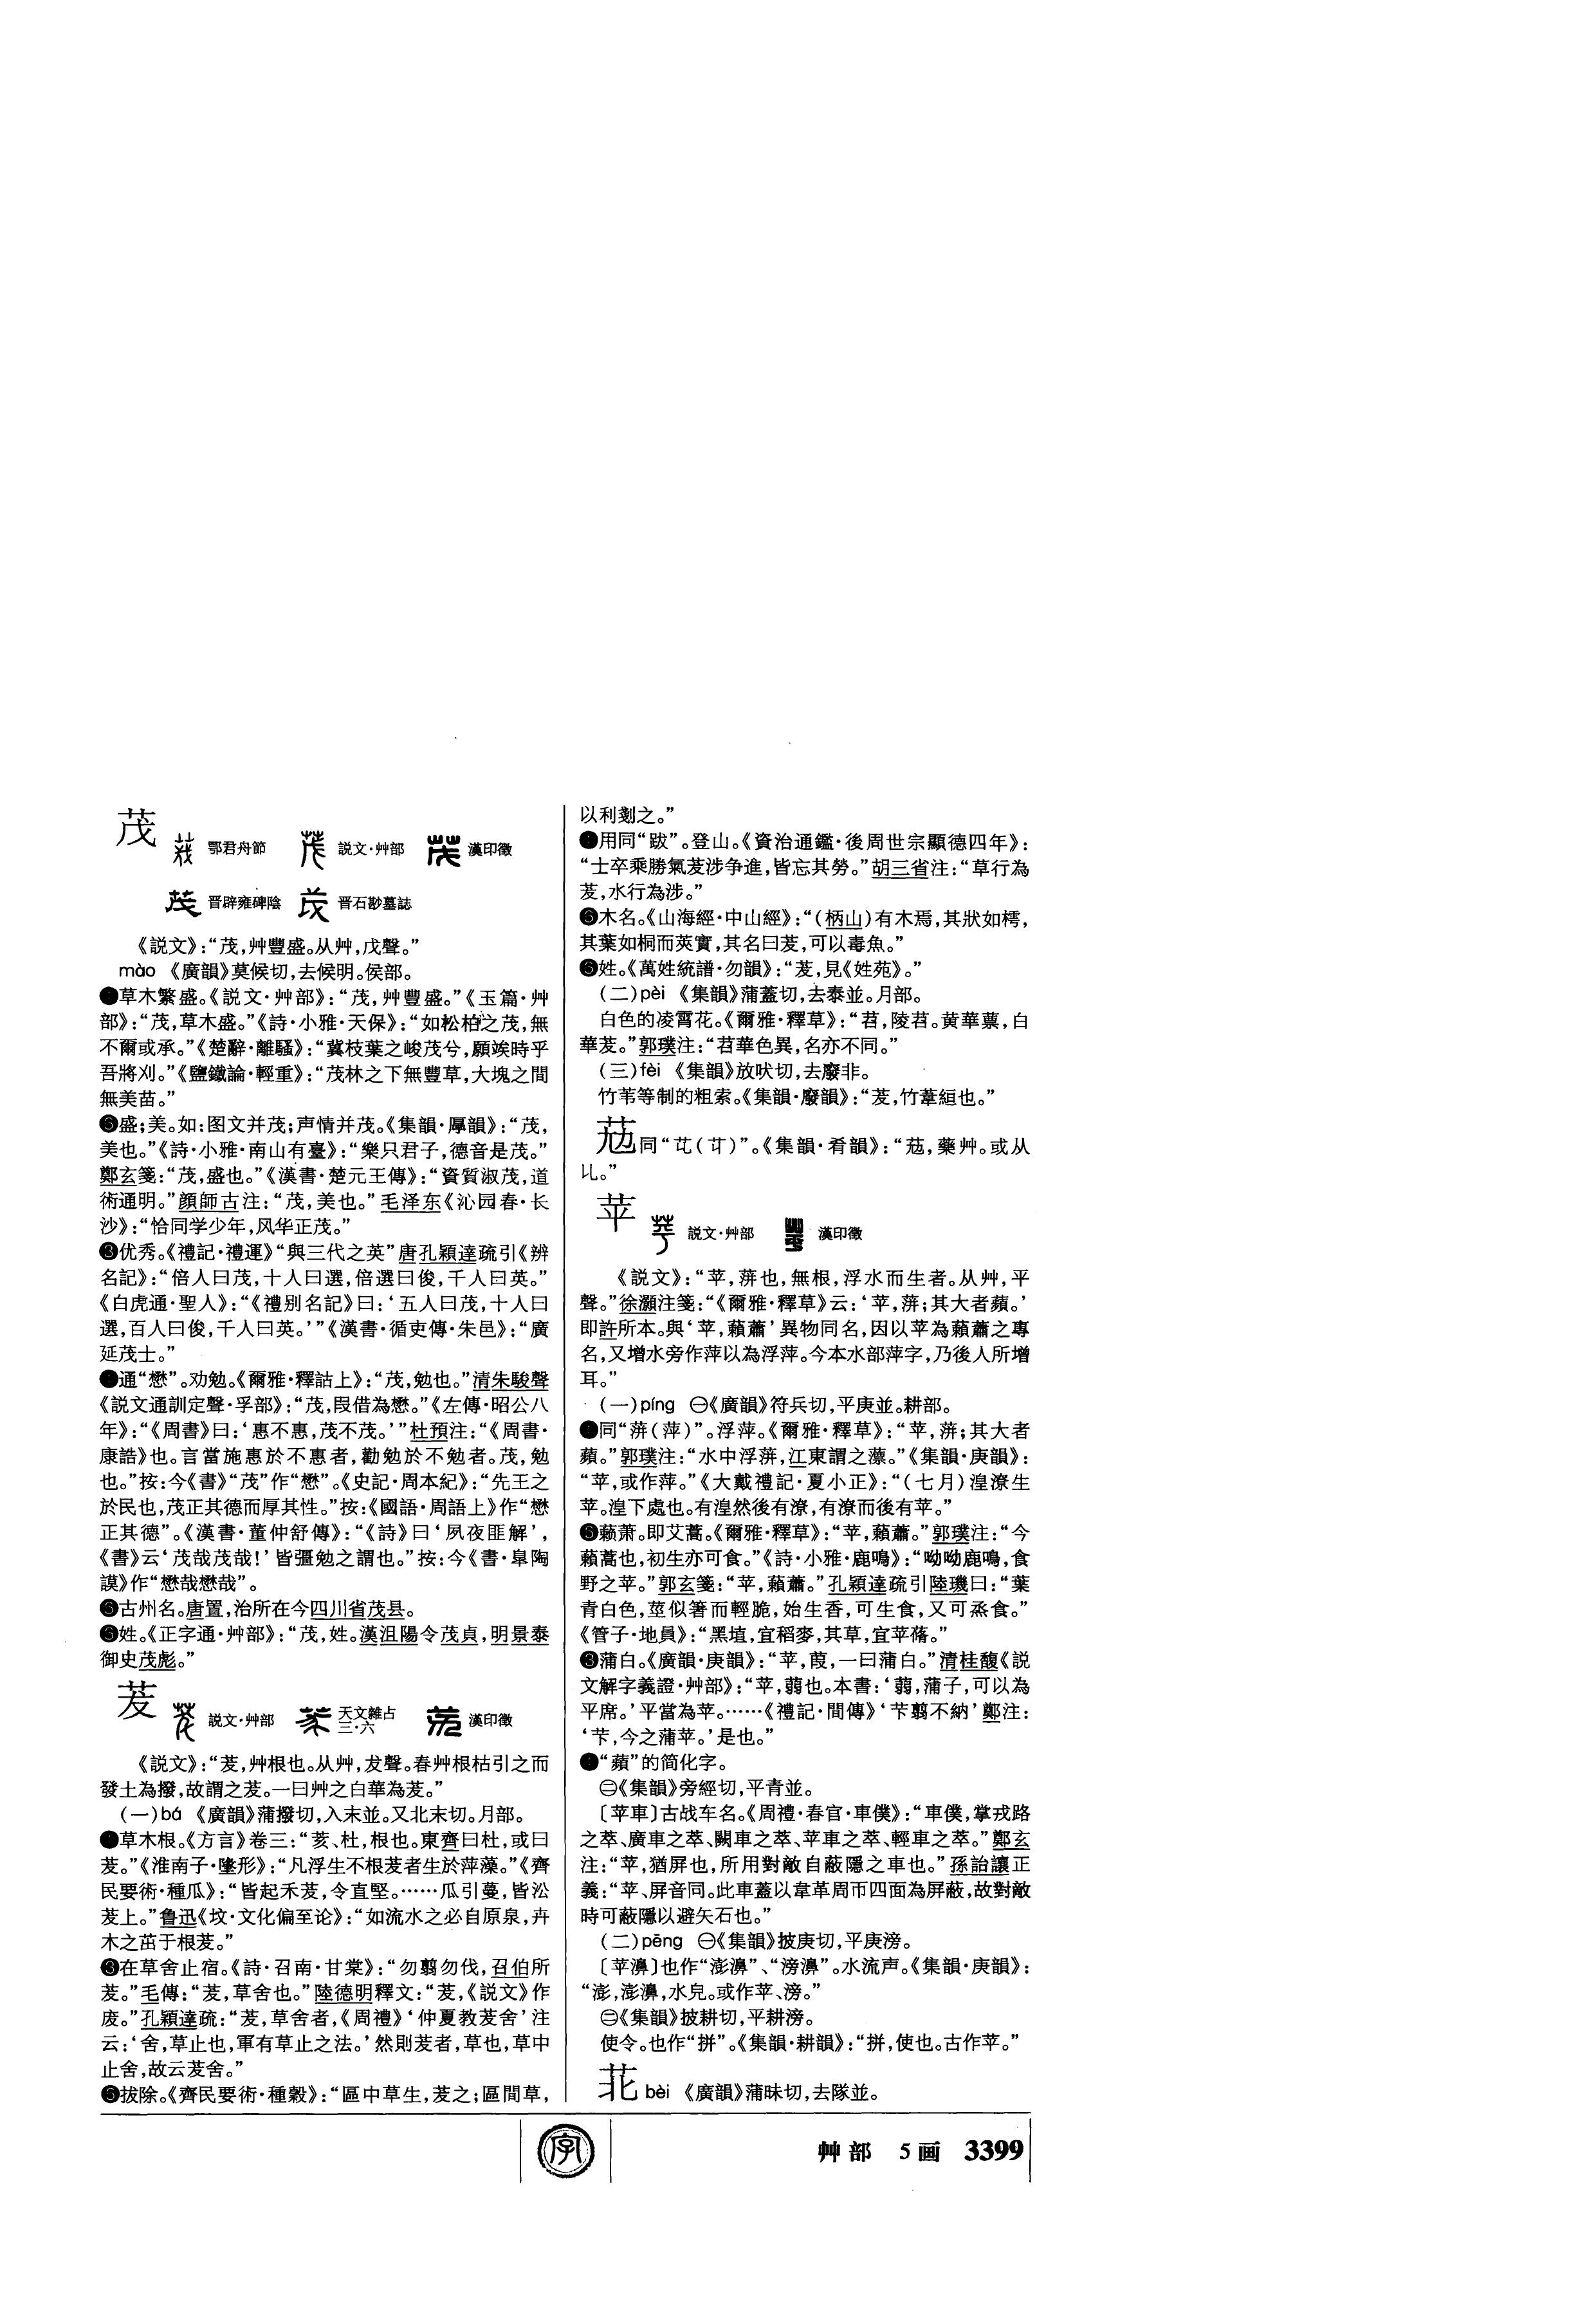 茂
鄂君舟節 説文·艸部 漢印徵
晋辟雍碑陰 晋石尠墓誌
《説文》：“茂，艸豐盛。从艸，戊聲。”
mào 《廣韻》莫候切，去候明。侯部。
草木繁盛。《説文·艸部》：“茂，艸豐盛。”《玉篇·艸
部》：“茂，草木盛。”《詩·小雅·天保》：“如松柏之茂，無
不爾或承。”《楚辭·離騷》：“冀枝葉之峻茂兮，願竢時乎
吾將刈。”《鹽鐵論·輕重》：“茂林之下無豐草，大塊之間
無美苗。”
盛；美。如：图文并茂；声情并茂。《集韻·厚韻》：“茂，
美也。”《詩·小雅·南山有臺》：“樂只君子，德音是茂。”
鄭玄箋：“茂，盛也。”《漢書·楚元王傳》：“資質淑茂，道
術通明。”顔師古注：“茂，美也。”毛泽东《沁园春·长
沙》：“恰同学少年，风华正茂。”
❸优秀。《禮記·禮運》“與三代之英”唐孔穎達疏引《辨
名記》：“倍人曰茂，十人曰選，倍選曰俊，千人曰英。”
《白虎通·聖人》：“《禮别名記》曰：‘五人曰茂，十人曰
選，百人曰俊，千人曰英。’”《漢書·循吏傳·朱邑》：“廣
延茂士。”
通“懋”。劝勉。《爾雅·釋詁上》：“茂，勉也。”清朱駿聲
《説文通訓定聲·孚部》：“茂，叚借為懋。”《左傳·昭公八
年》：“《周書》曰：‘惠不惠，茂不茂。’”杜預注：“《周書·
康誥》也。言當施惠於不惠者，勸勉於不勉者。茂，勉
也。”按：今《書》“茂”作“懋”。《史記·周本紀》：“先王之
於民也，茂正其德而厚其性。”按：《國語·周語上》作“懋
正其德”。《漢書·董仲舒傳》：“《詩》曰‘夙夜匪解’，
《書》云‘茂哉茂哉！’皆彊勉之謂也。”按：今《書·皋陶
謨》作“懋哉懋哉”。
古州名。唐置，治所在今四川省茂县。
姓。《正字通·艸部》：“茂，姓。漢沮陽令茂貞，明景泰
御史茂彪。”
茇
説文·艸部 天文雜占三·六 漢印徵
《説文》：“茇，艸根也。从艸，犮聲。春艸根枯引之而
發土為撥，故謂之茇。一曰艸之白華為茇。”
（一）bá 《廣韻》蒲撥切，入末並。又北末切。月部。
草木根。《方言》卷三：“荄、杜，根也。東齊曰杜，或曰
茇。”《淮南子·墬形》：“凡浮生不根茇者生於萍藻。”《齊
民要術·種瓜》：“皆起禾茇，令直堅。……瓜引蔓，皆沿
茇上。”鲁迅《坟·文化偏至论》：“如流水之必自原泉，卉
木之茁于根茇。”
在草舍止宿。《詩·召南·甘棠》：“勿翦勿伐，召伯所
茇。”毛傳：“茇，草舍也。”陸德明釋文：“茇，《説文》作
废。”孔穎達疏：“茇，草舍者，《周禮》‘仲夏教茇舍’注
云：‘舍，草止也，軍有草止之法。’然則茇者，草也，草中
止舍，故云茇舍。”
拔除。《齊民要術·種穀》：“區中草生，茇之；區間草，
以利剗之。”
用同“跋”。登山。《資治通鑑·後周世宗顯德四年》：
“士卒乘勝氣茇涉争進，皆忘其勞。”胡三省注：“草行為
茇，水行為涉。”
木名。《山海經·中山經》：“（柄山）有木焉，其狀如樗，
其葉如桐而莢實，其名曰茇，可以毒魚。”
姓。《萬姓統譜·勿韻》：“茇，見《姓苑》。”
（二）pèi 《集韻》蒲蓋切，去泰並。月部。
白色的凌霄花。《爾雅·釋草》：“苕，陵苕。黄華蔈，白
華茇。”郭璞注：“苕華色異，名亦不同。”
（三）fèi 《集韻》放吠切，去廢非。
竹苇等制的粗索。《集韻·廢韻》：“茇，竹葦絚也。”
同“芘（艼）”。《集韻·肴韻》：“，藥艸。或从
。”
苹
説文·艸部 漢印徵
《説文》：“苹，蓱也，無根，浮水而生者。从艸，平
聲。”徐灝注箋：“《爾雅·釋草》云：‘苹，蓱；其大者蘋。’
即許所本。與‘苹，藾蕭’異物同名，因以苹為藾蕭之專
名，又增水旁作萍以為浮萍。今本水部萍字，乃後人所增
耳。”
（一）píng ㊀《廣韻》符兵切，平庚並。耕部。
同“蓱（萍）”。浮萍。《爾雅·釋草》：“苹，蓱；其大者
蘋。”郭璞注：“水中浮蓱，江東謂之薸。”《集韻·庚韻》：
“苹，或作萍。”《大戴禮記·夏小正》：“（七月）湟潦生
苹。湟下處也。有湟然後有潦，有潦而後有苹。”
藾萧。即艾蒿。《爾雅·釋草》：“苹，藾蕭。”郭璞注：“今
藾蒿也，初生亦可食。”《詩·小雅·鹿鳴》：“呦呦鹿鳴，食
野之苹。”郭玄箋：“苹，藾蕭。”孔穎達疏引陸璣曰：“葉
青白色，莖似箸而輕脆，始生香，可生食，又可烝食。”
《管子·地員》：“黑埴，宜稻麥，其草，宜苹蓨。”
❸蒲白。《廣韻·庚韻》：“苹，葭，一曰蒲白。”清桂馥《説
文解字義證·艸部》：“苹，蒻也。本書：‘蒻，蒲子，可以為
平席。’平當為苹。……《禮記·間傳》‘苄翦不納’鄭注：
‘苄，今之蒲苹。’是也。”
“蘋”的简化字。
㊁《集韻》旁經切，平青並。
〔苹車〕古战车名。《周禮·春官·車僕》：“車僕，掌戎路
之萃、廣車之萃、闕車之萃、苹車之萃、輕車之萃。”鄭玄
注：“苹，猶屏也，所用對敵自蔽隱之車也。”孫詒讓正
義：“苹、屏音同。此車蓋以韋革周帀四面為屏蔽，故對敵
時可蔽隱以避矢石也。”
（二）pēng ㊀《集韻》披庚切，平庚滂。
〔苹濞〕也作“澎濞”、“滂濞”。水流声。《集韻·庚韻》：
“澎，澎濞，水皃。或作苹、滂。”
㊁《集韻》披耕切，平耕滂。
使令。也作“拼”。《集韻·耕韻》：“拼，使也。古作苹。”
苝 bèi 《廣韻》蒲昧切，去隊並。
字
艸部 5画 3399